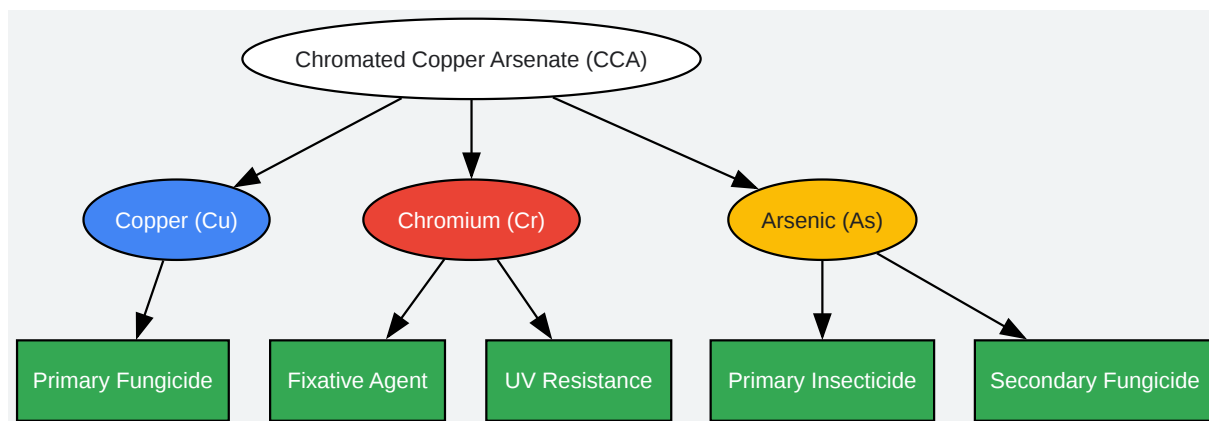 Chromated Copper Arsenate (CCA)
Copper (Cu)
Chromium (Cr)
Arsenic (As)
Primary Fungicide
Fixative Agent
UV Resistance
Primary Insecticide
Secondary Fungicide